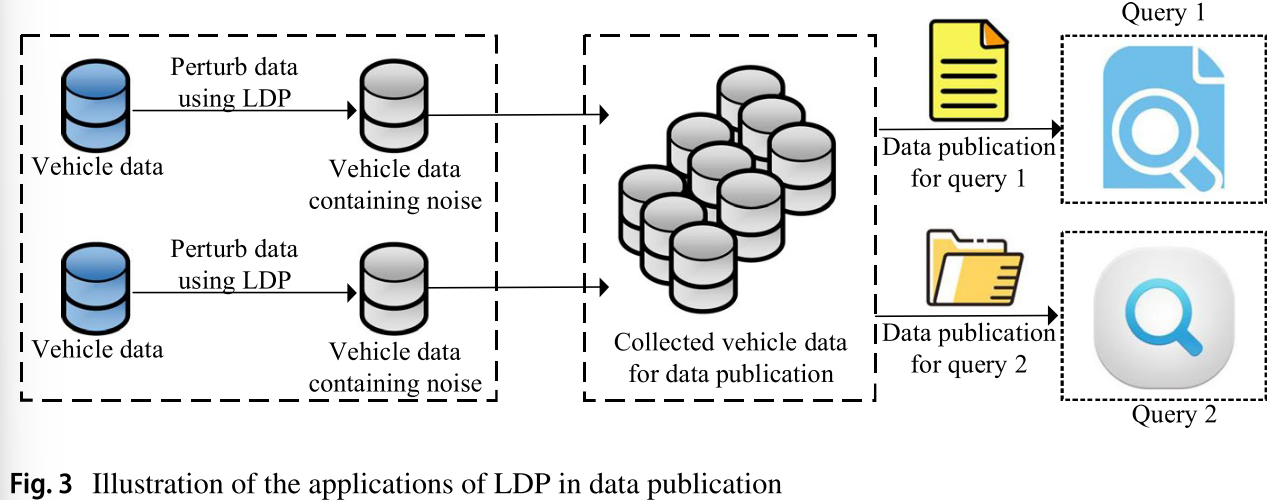 Query 1
Perturb data
using LDP
Vehicle data
Vehicle data
containing noise
Data publication
for query 1
Perturb data
using LDP
Vehicle data
Vehicle data
containing noise
Collected vehicle data
for data publication
Data publication
for query 2
Query 2
Fig. 3 Illustration of the applications of LDP in data publication